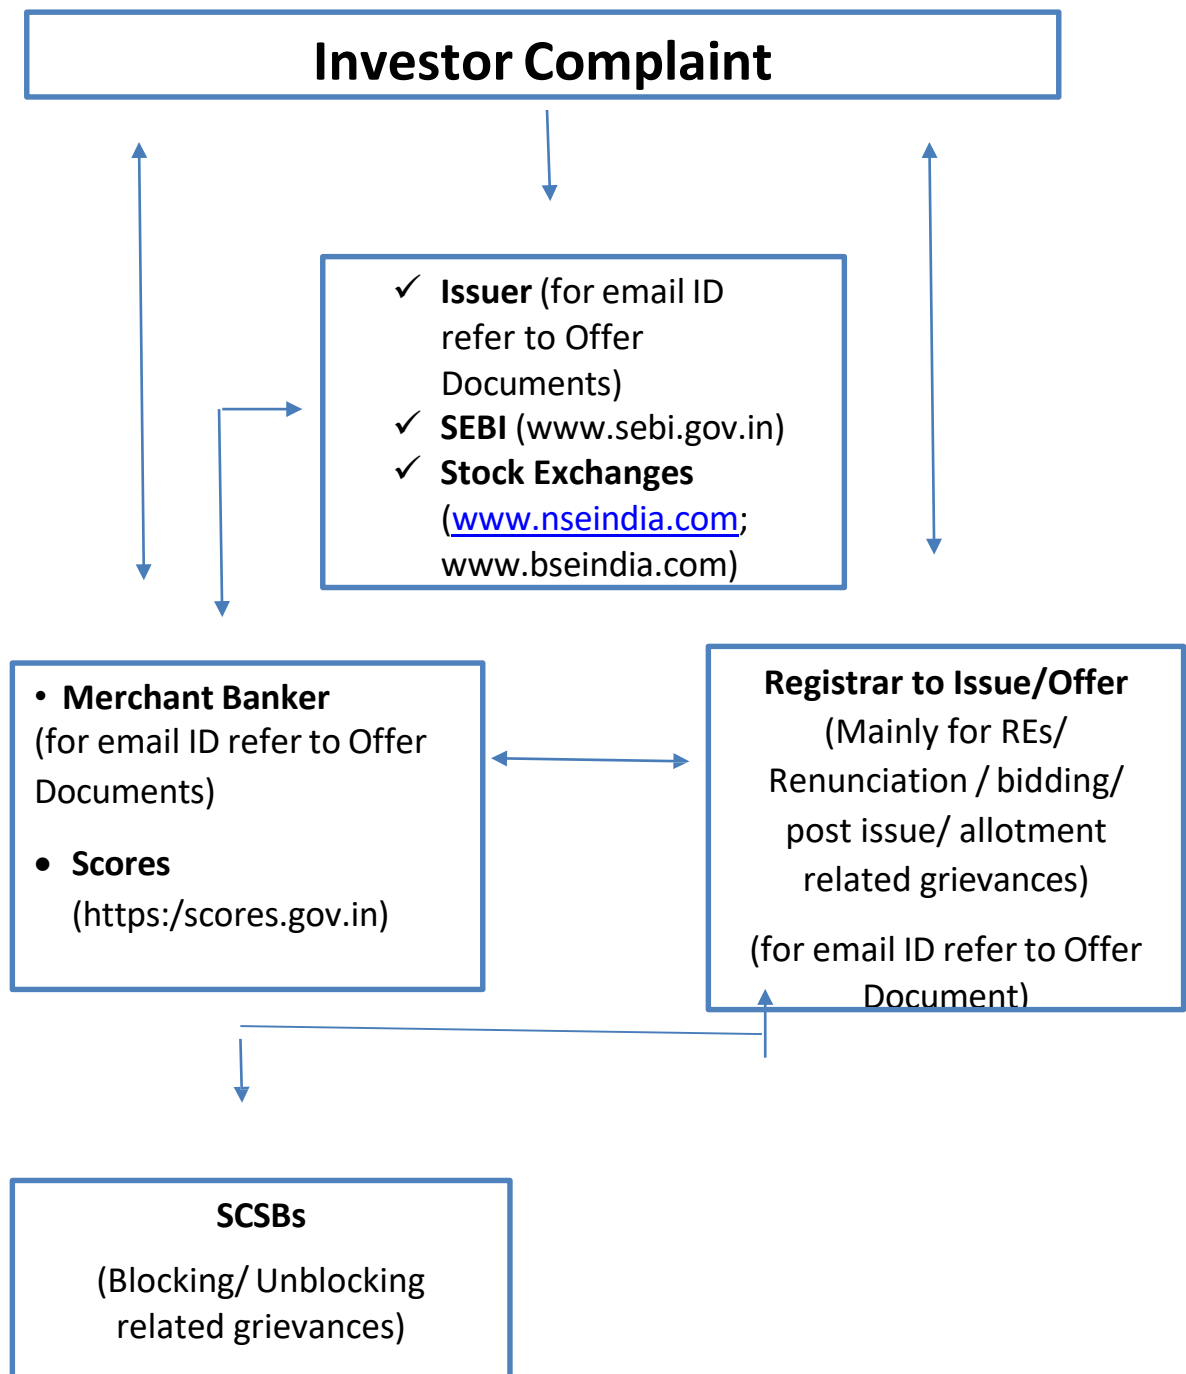 Investor Complaint
✓ Issuer (for email ID
refer to Offer
Documents)
✓ SEBI (www.sebi.gov.in)
✓ Stock Exchanges
(www.nseindia.com;
www.bseindia.com)
• Merchant Banker
(for email ID refer to Offer
Documents)
• Scores
(https:/scores.gov.in)
Registrar to Issue/Offer
(Mainly for REs/
Renunciation / bidding/
post issue/ allotment
related grievances)
(for email ID refer to Offer
Document)
SCSBs
(Blocking/ Unblocking
related grievances)